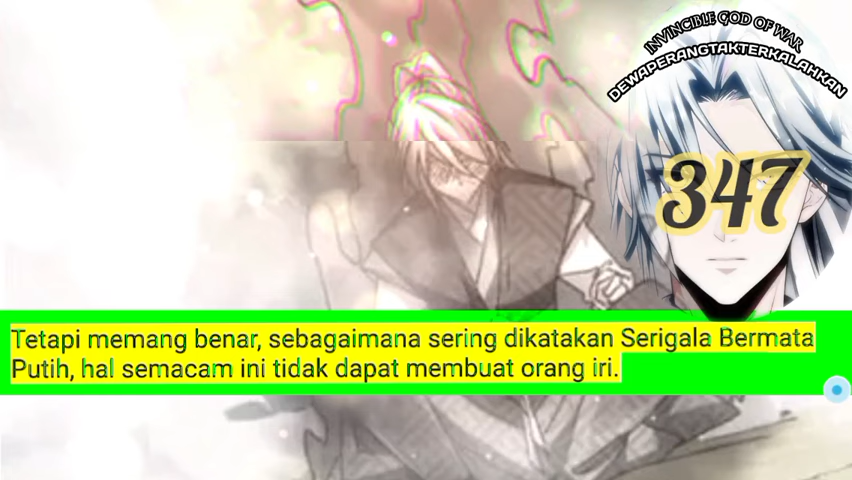 INVINCIBLE GOD OF WAR
DEWAPERANGTAKTERKALAHKAN
347
Tetapi memang benar, sebagaimana sering dikatakan Serigala Bermata
Putih, hal semacam ini tidak dapat membuat orang iri.